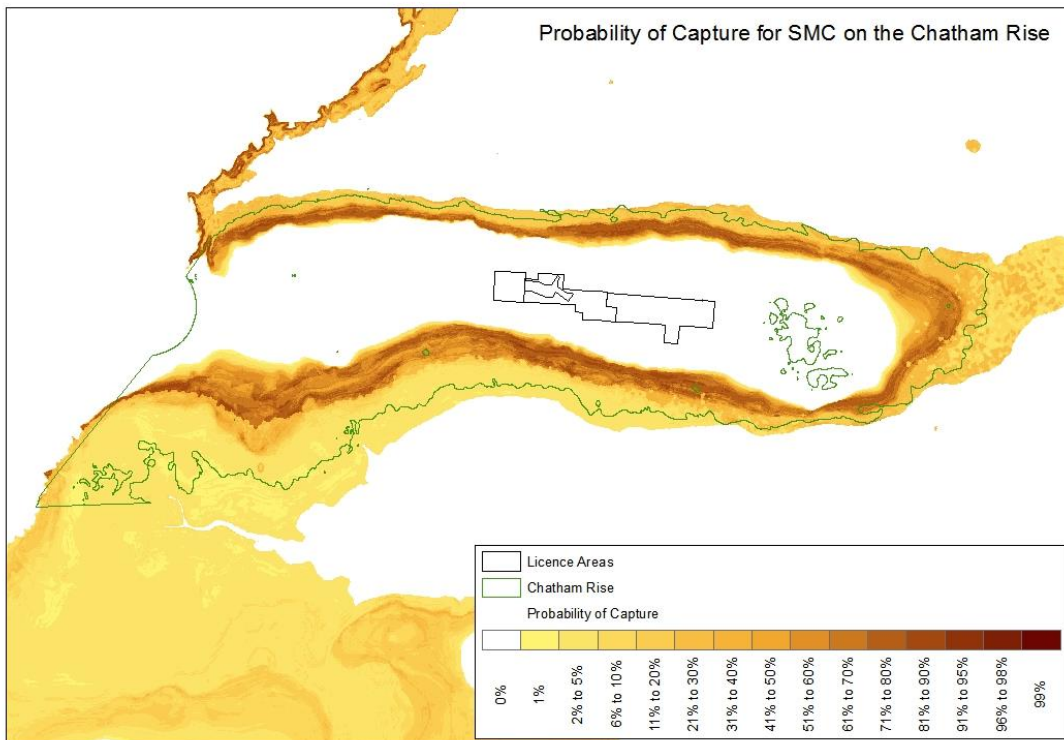 Probability of Capture for SMC on the Chatham Rise
Licence Areas
Chatham Rise
Probability of Capture
0%
1%
2% to 5%
6% to 10%
11% to 20%
21% to 30%
31% to 40%
41% to 50%
51% to 60%
61% to 70%
71% to 80%
81% to 90%
91% to 95%
96% to 98%
99%